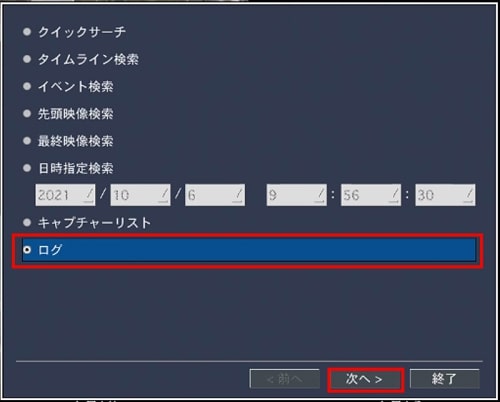 クイックサーチ
タイムライン検索
イベント検索
先頭映像検索
最終映像検索
日時指定検索
2021 / 10 / 6 9 : 56 : 30
キャプチャーリスト
ログ
< 前へ 次へ > 終了